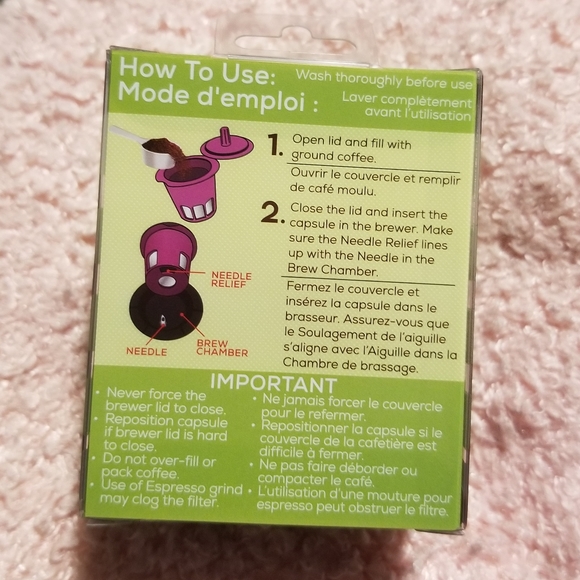 How To Use:
Wash thoroughly before use
Mode d'emploi :
Laver complètement
avant l'utilisation
1. Open lid and fill with
ground coffee.
Ouvrir le couvercle et remplir
de café moulu.
2. Close the lid and insert the
capsule in the brewer. Make
sure the Needle Relief lines
up with the Needle in the
Brew Chamber.
Fermez le couvercle et
insérez la capsule dans le
brasseur. Assurez-vous que
le Soulagement de l'aiguille
s'aligne avec l'Aiguille dans la
Chambre de brassage.
NEEDLE
RELIEF
NEEDLE
BREW
CHAMBER
IMPORTANT
• Never force the
brewer lid to close.
• Reposition capsule
if brewer lid is hard
to close.
• Do not over-fill or
pack coffee.
• Use of Espresso grind
may clog the filter.
• Ne jamais forcer le couvercle
pour le refermer.
• Repositionner la capsule si le
couvercle de la cafetière est
difficile à fermer.
• Ne pas faire déborder ou
compacter le café.
• L'utilisation d'une mouture pour
espresso peut obstruer le filtre.